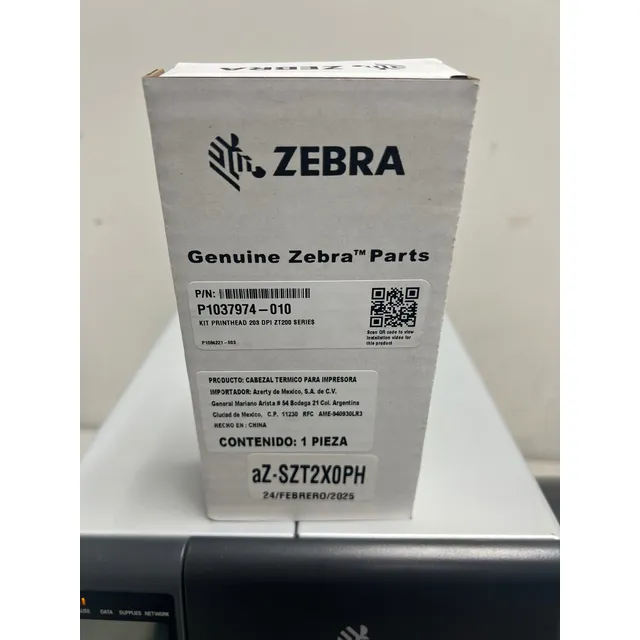 ZEBRA
ZEBRA
Genuine Zebra™ Parts
P/N:
P1037974-010
KIT PRINTHEAD 203 DPI ZT200 SERIES
Scan QR code to view
installation video for
this product
PRODUCTO: CABEZAL TERMICO PARA IMPRESORA
IMPORTADOR: Azerty de Mexico, S.A. de C.V.
General Mariano Arista # 54 Bodega 21 Col. Argentina
Ciudad de Mexico, C.P. 11230 RFC AME-940930LR3
HECHO EN: CHINA
CONTENIDO: 1 PIEZA
aZ-SZT2X0PH
24/FEBRERO/2025
DATA SUPPLIES NETWORK